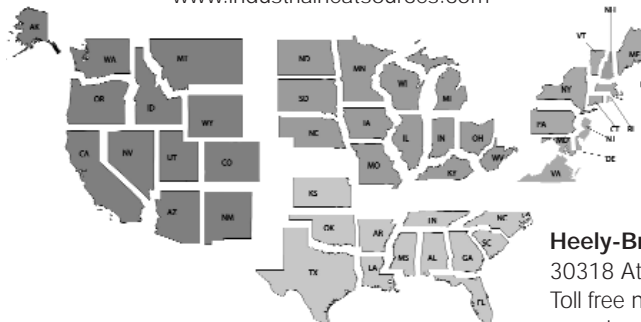 www.industrialheatsources.com
NH
VT
ME
AK
WA
MT
ND
MN
WI
MI
NY
OR
ID
SD
WY
IA
PA
CT
RI
NJ
NE
IL
IN
OH
MD
DE
CA
NV
UT
CO
MO
KY
WV
VA
KS
AZ
NM
OK
AR
TN
NC
SC
TX
LA
MS
AL
GA
FL
Heely-Br
30318 At
Toll free n